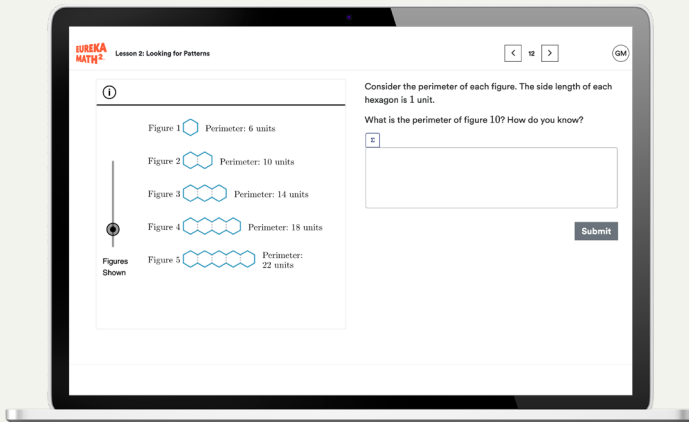 EUREKA
MATH²
Lesson 2: Looking for Patterns
< 12 >
GM
i
Figure 1 Perimeter: 6 units
Figure 2 Perimeter: 10 units
Figure 3 Perimeter: 14 units
Figure 4 Perimeter: 18 units
Figure 5 Perimeter:
22 units
Figures
Shown
Consider the perimeter of each figure. The side length of each
hexagon is 1 unit.
What is the perimeter of figure 10? How do you know?
Σ
Submit